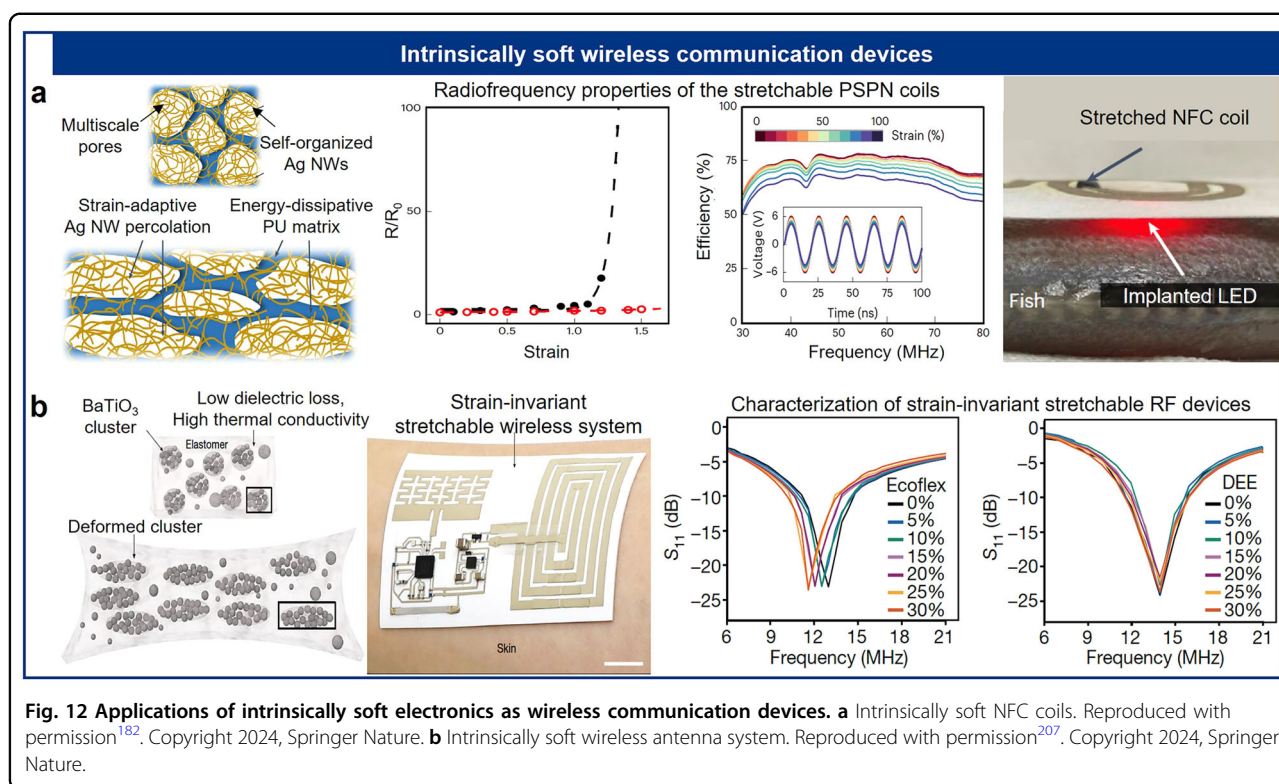 Intrinsically soft wireless communication devices
a
Multiscale
pores
Self-organized
Ag NWs
Strain-adaptive
Ag NW percolation
Energy-dissipative
PU matrix
Radiofrequency properties of the stretchable PSPN coils
100
50
0
R/R0
0
0.5
1.0
1.5
Strain
100
75
50
25
0
Efficiency (%)
0
50
100
Strain (%)
6
0
−6
Voltage (V)
0
25
50
75
100
Time (ns)
30
40
50
60
70
80
Frequency (MHz)
Stretched NFC coil
Fish
Implanted LED
b
BaTiO3
cluster
Low dielectric loss,
High thermal conductivity
Elastomer
Deformed cluster
Strain-invariant
stretchable wireless system
Skin
Characterization of strain-invariant stretchable RF devices
0
−5
−10
−15
−20
−25
S11 (dB)
Ecoflex
0%
5%
10%
15%
20%
25%
30%
6
9
12
15
18
21
Frequency (MHz)
0
−5
−10
−15
−20
−25
S11 (dB)
DEE
0%
5%
10%
15%
20%
25%
30%
6
9
12
15
18
21
Frequency (MHz)
Fig. 12 Applications of intrinsically soft electronics as wireless communication devices. a Intrinsically soft NFC coils. Reproduced with
permission182. Copyright 2024, Springer Nature. b Intrinsically soft wireless antenna system. Reproduced with permission207. Copyright 2024, Springer
Nature.